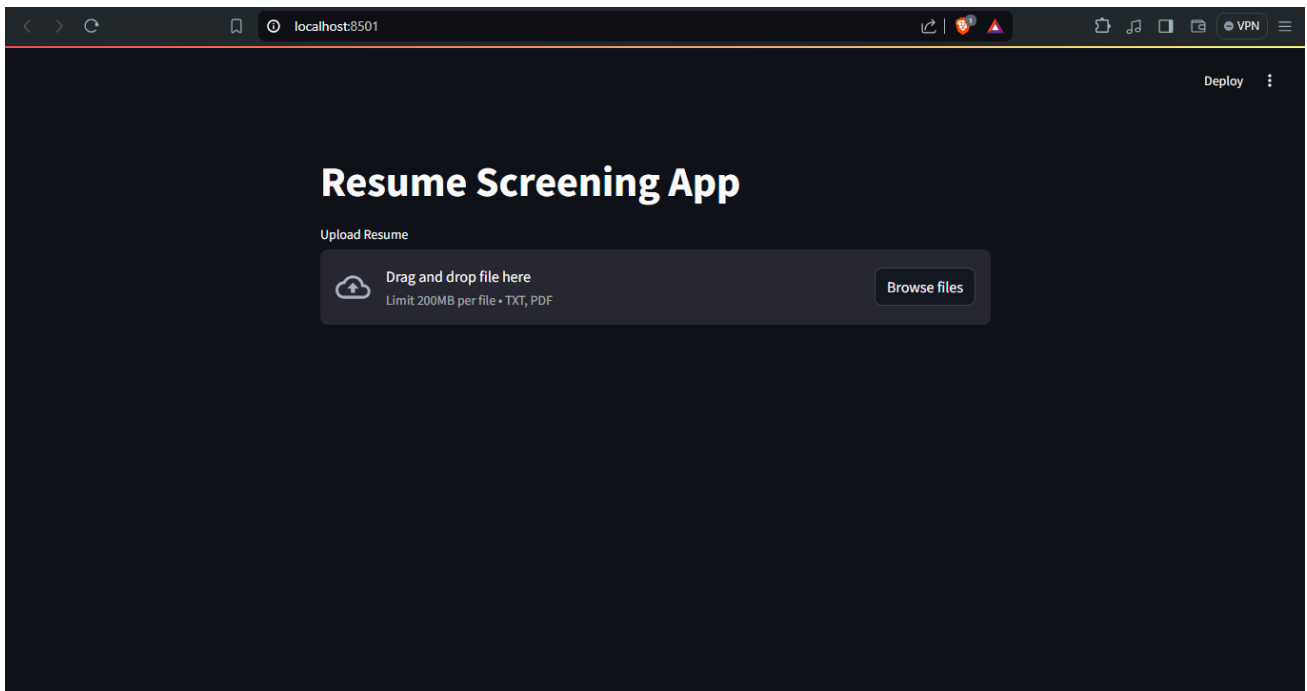 localhost:8501
1
VPN
Deploy
Resume Screening App
Upload Resume
Drag and drop file here
Limit 200MB per file • TXT, PDF
Browse files